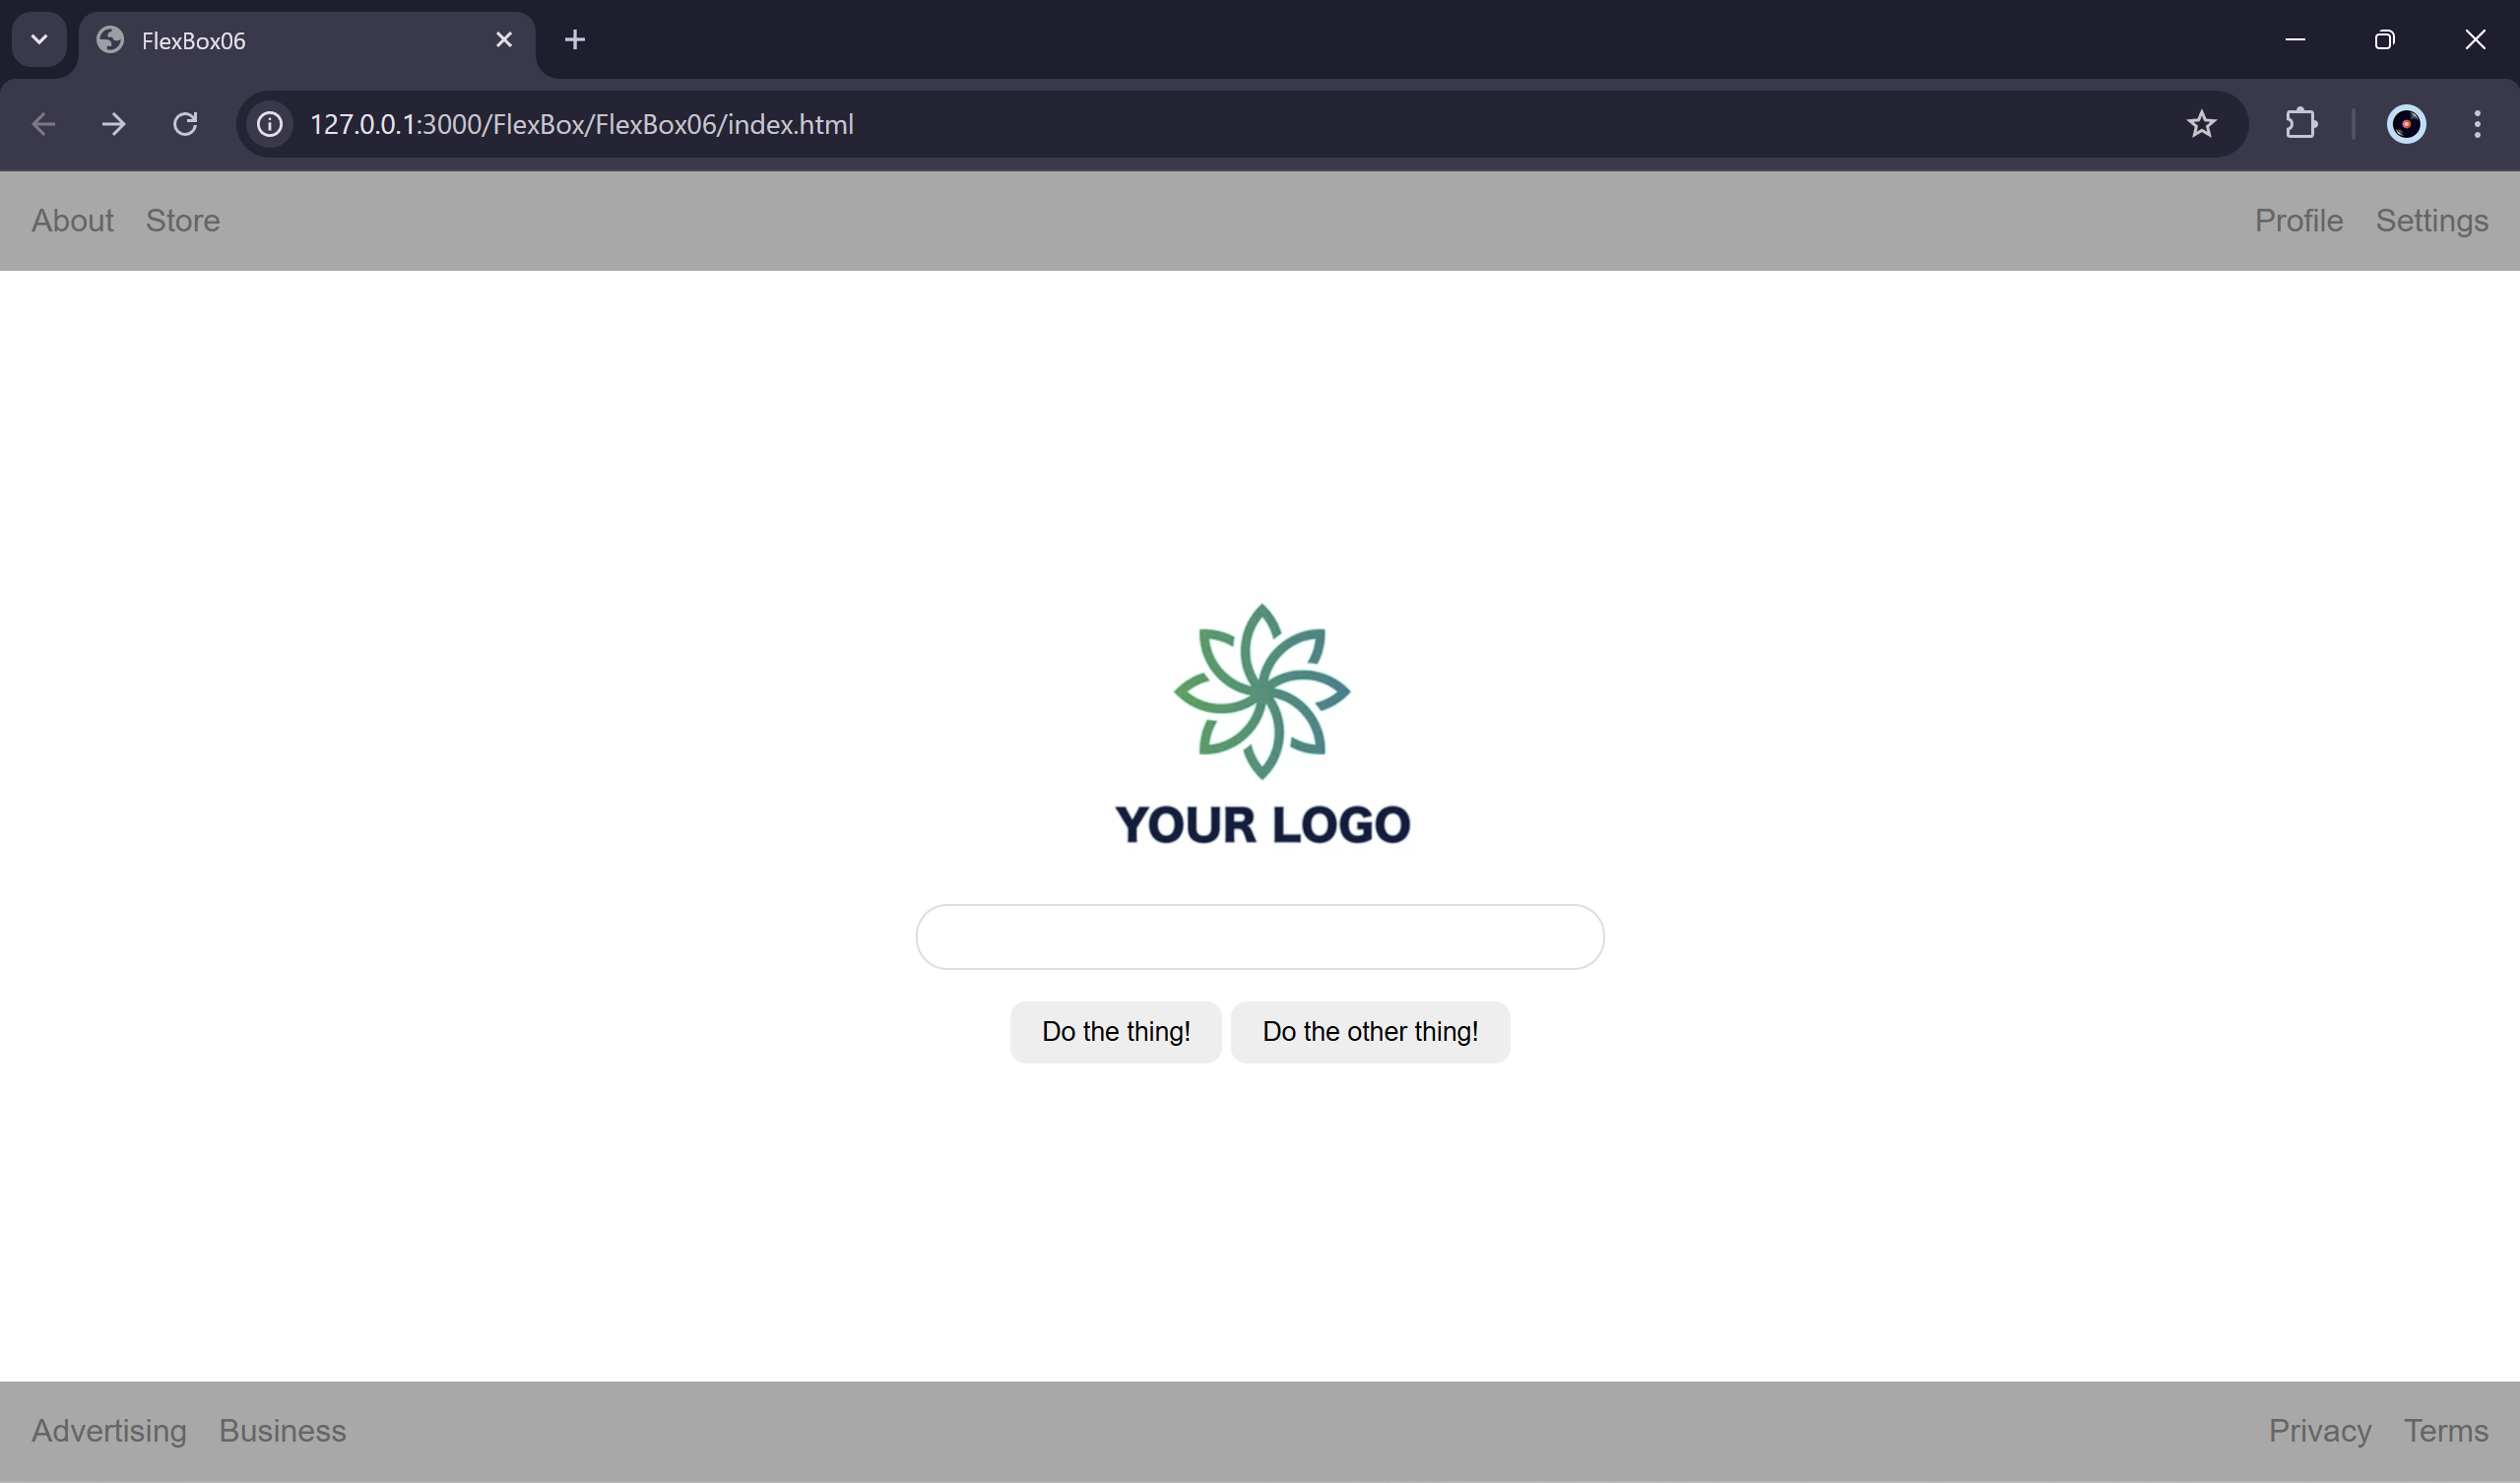 FlexBox06
127.0.0.1:3000/FlexBox/FlexBox06/index.html
About Store Profile Settings
YOUR LOGO
Do the thing! Do the other thing!
Advertising Business Privacy Terms